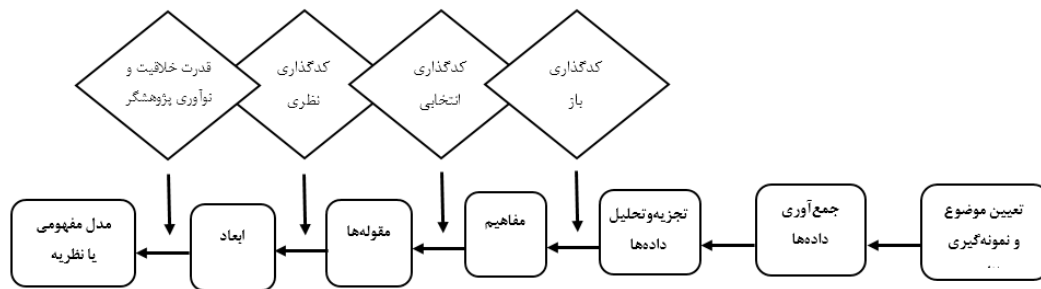 کدگذاری
باز
کدگذاری
انتخابی
کدگذاری
نظری
قدرت خلاقیت و
نوآوری پژوهشگر
تعیین موضوع
و نمونه‌گیری
...
جمع‌آوری
داده‌ها
تجزیه‌وتحلیل
داده‌ها
مفاهیم
مقوله‌ها
ابعاد
مدل مفهومی
یا نظریه